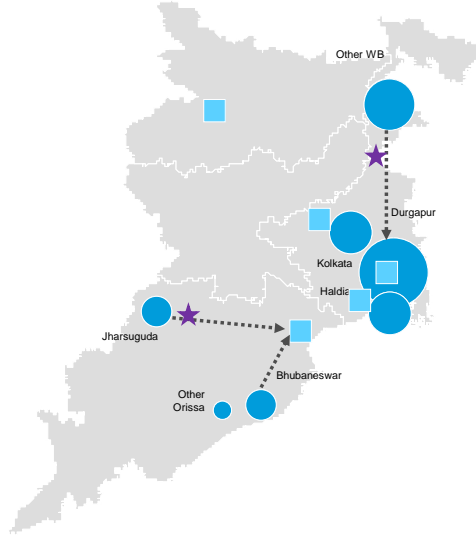 Other WB
Durgapur
Kolkata
Haldia
Jharsuguda
Bhubaneswar
Other
Orissa